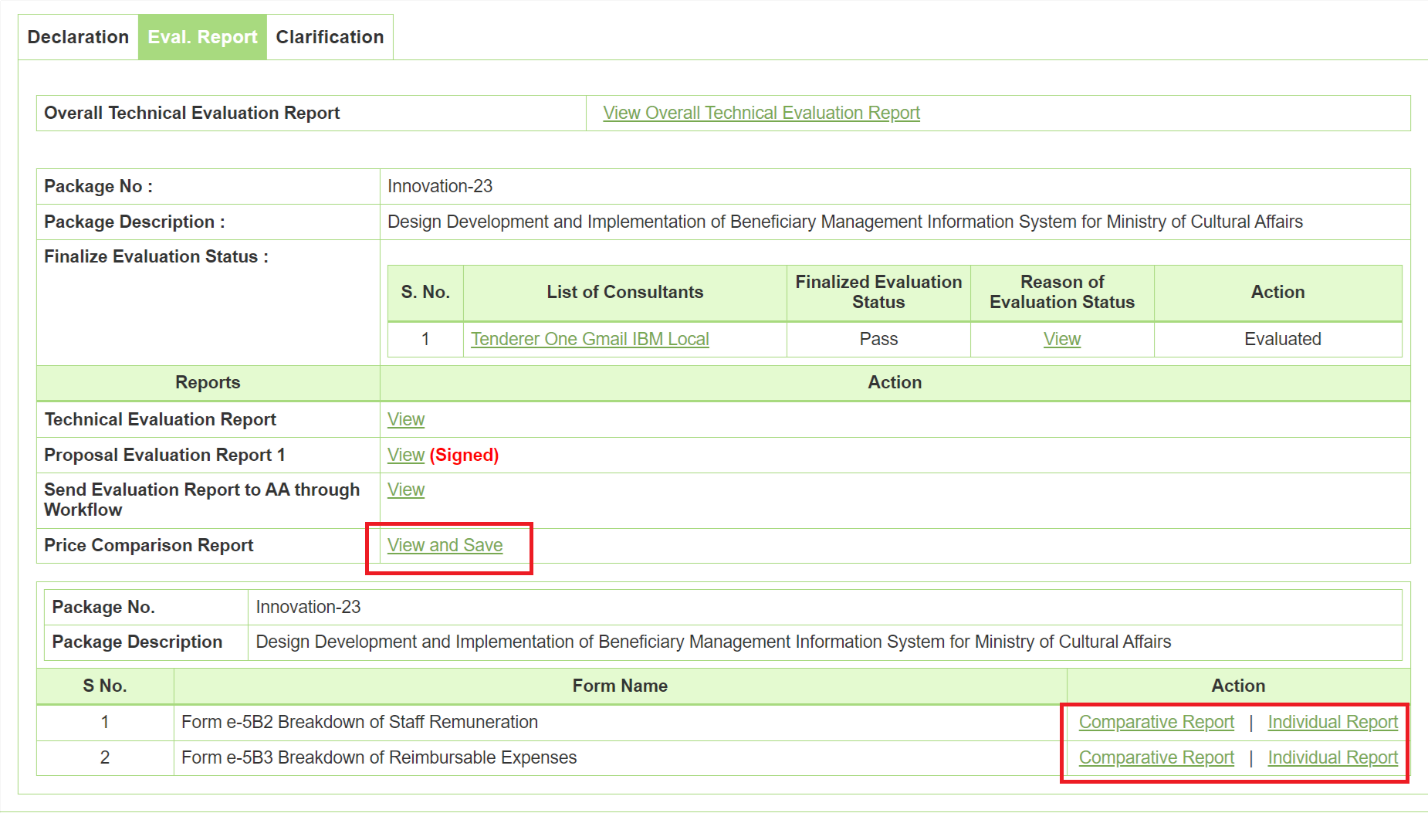 Declaration Eval. Report Clarification
Overall Technical Evaluation Report View Overall Technical Evaluation Report
Package No : Innovation-23
Package Description : Design Development and Implementation of Beneficiary Management Information System for Ministry of Cultural Affairs
Finalize Evaluation Status :
S. No. List of Consultants Finalized Evaluation Status Reason of Evaluation Status Action
1 Tenderer One Gmail IBM Local Pass View Evaluated
Reports Action
Technical Evaluation Report View
Proposal Evaluation Report 1 View (Signed)
Send Evaluation Report to AA through Workflow View
Price Comparison Report View and Save
Package No. Innovation-23
Package Description Design Development and Implementation of Beneficiary Management Information System for Ministry of Cultural Affairs
S No. Form Name Action
1 Form e-5B2 Breakdown of Staff Remuneration Comparative Report | Individual Report
2 Form e-5B3 Breakdown of Reimbursable Expenses Comparative Report | Individual Report